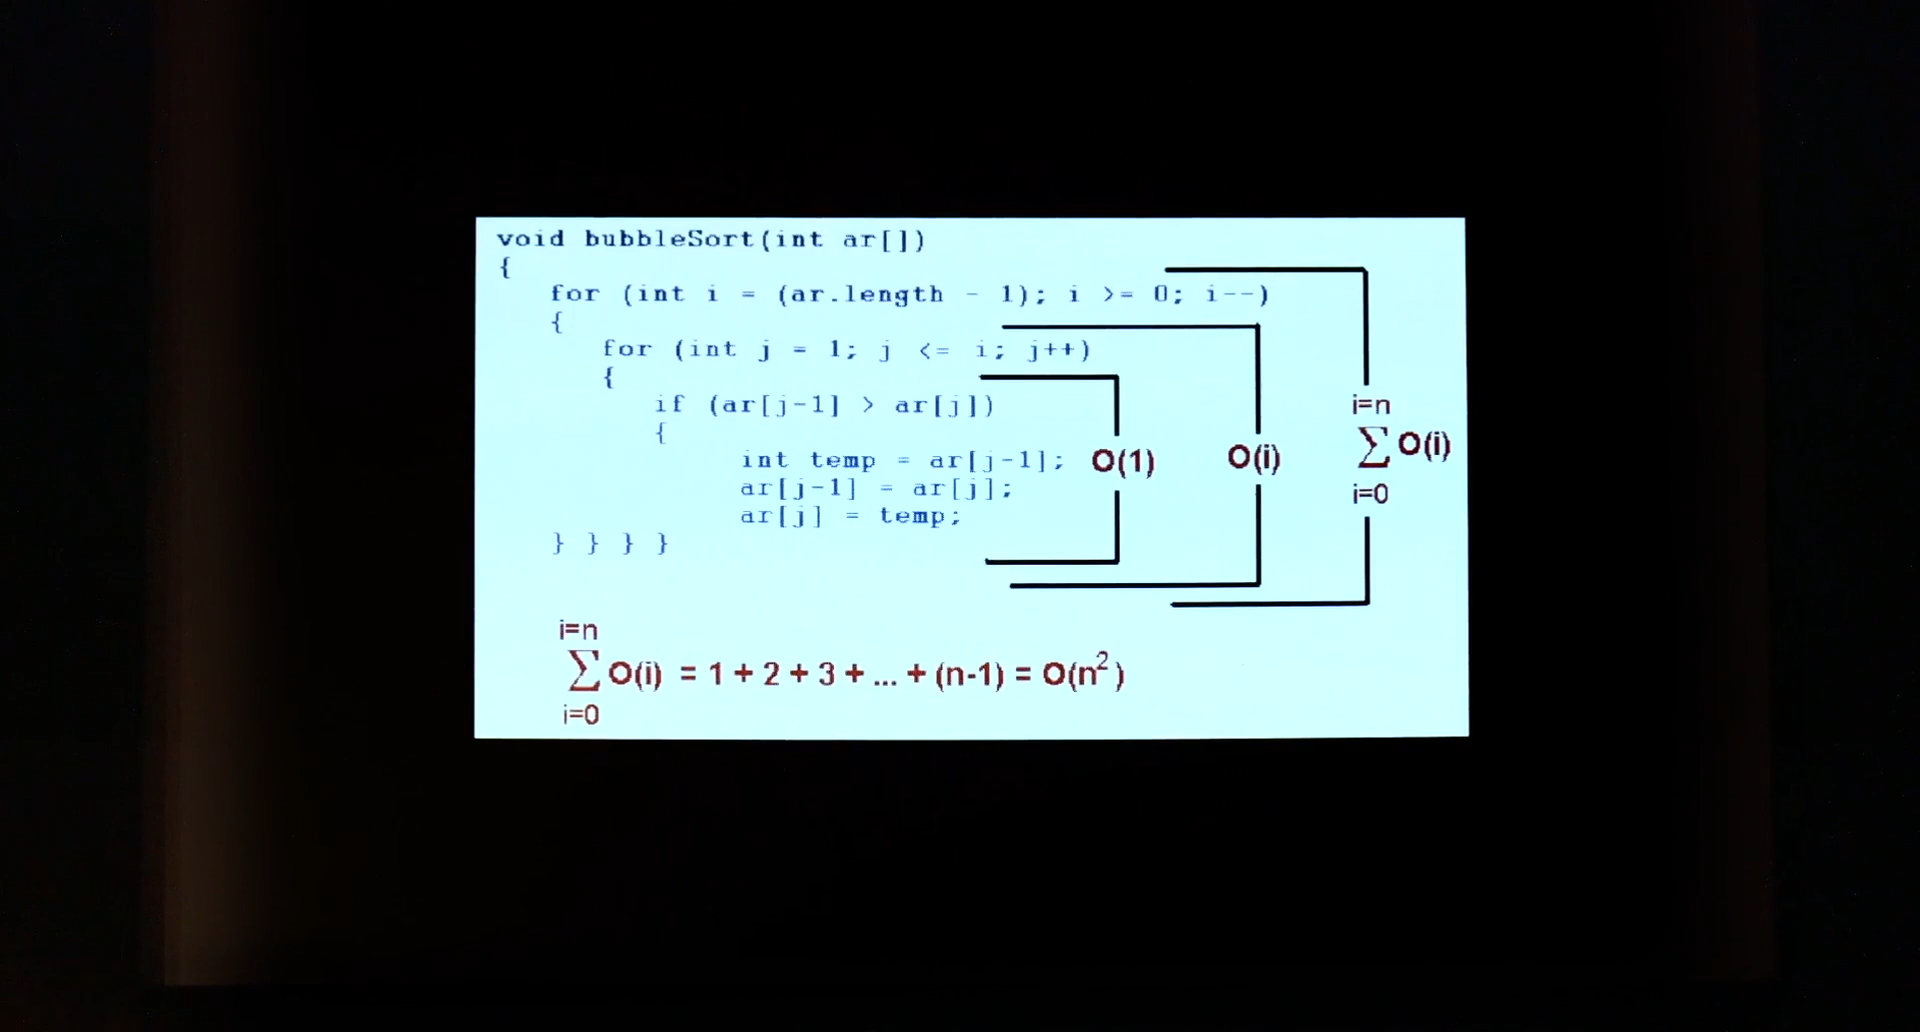 void bubbleSort(int ar[])
{
for (int i = (ar.length - 1); i >= 0; i--)
{
for (int j = 1; j <= i; j++)
{
if (ar[j-1] > ar[j])
{
int temp = ar[j-1];
ar[j-1] = ar[j];
ar[j] = temp;
} } } }
O(1)
O(i)
i=n
∑ O(i)
i=0
i=n
∑ O(i) = 1 + 2 + 3 + ... + (n-1) = O(n²)
i=0